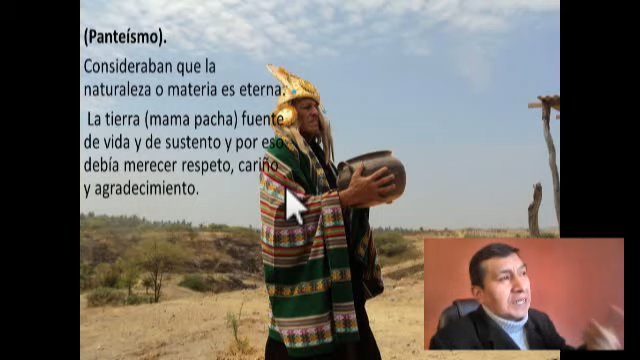 (Panteísmo).
Consideraban que la
naturaleza o materia es eterna.
La tierra (mama pacha) fuente
de vida y de sustento y por eso
debía merecer respeto, cariño
y agradecimiento.